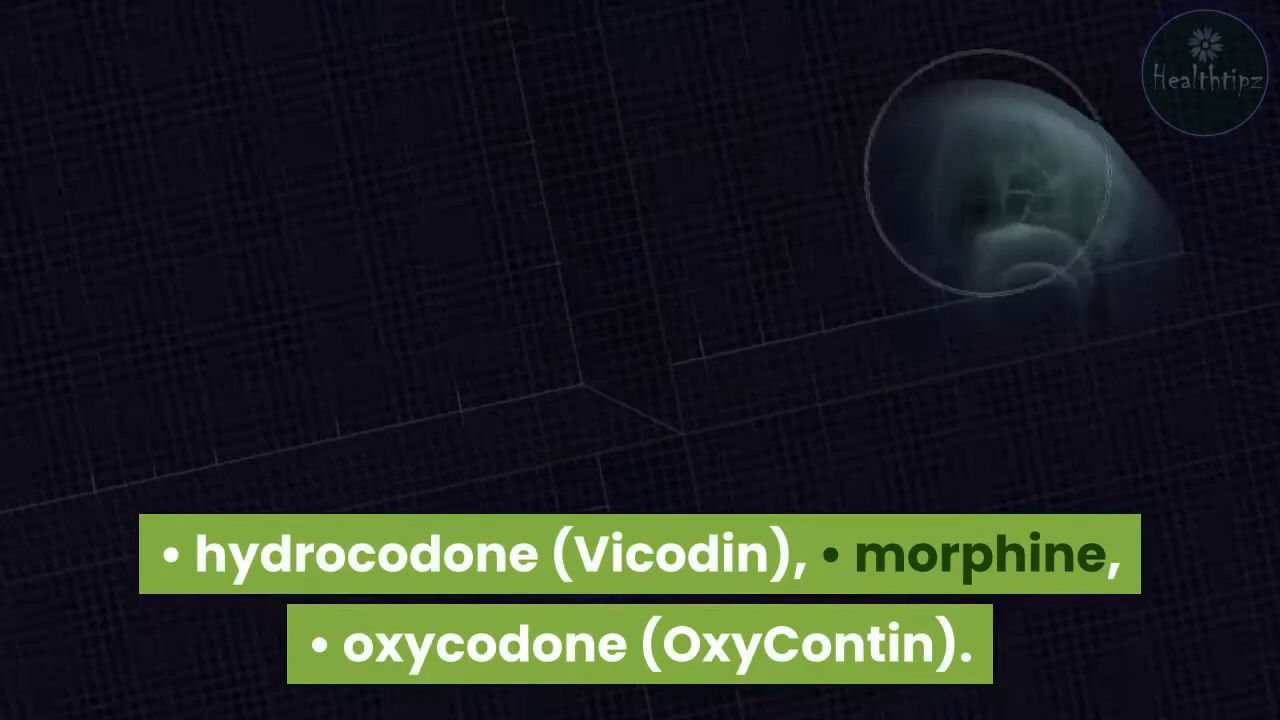 Healthtipz
• hydrocodone (Vicodin), • morphine,
• oxycodone (OxyContin).